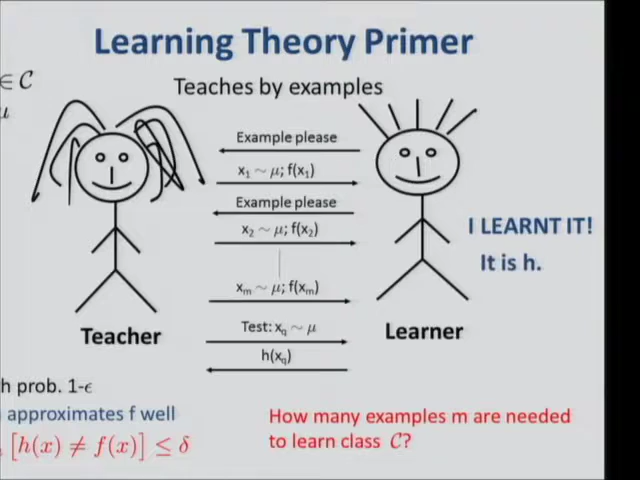 Learning Theory Primer
∈ C
μ
Teaches by examples
Example please
x₁ ~ μ; f(x₁)
Example please
x₂ ~ μ; f(x₂)
I LEARNT IT!
It is h.
xₘ ~ μ; f(xₘ)
Test: x_q ~ μ
Teacher
Learner
h(x_q)
h prob. 1-ϵ
approximates f well
[h(x) ≠ f(x)] ≤ δ
How many examples m are needed
to learn class C?